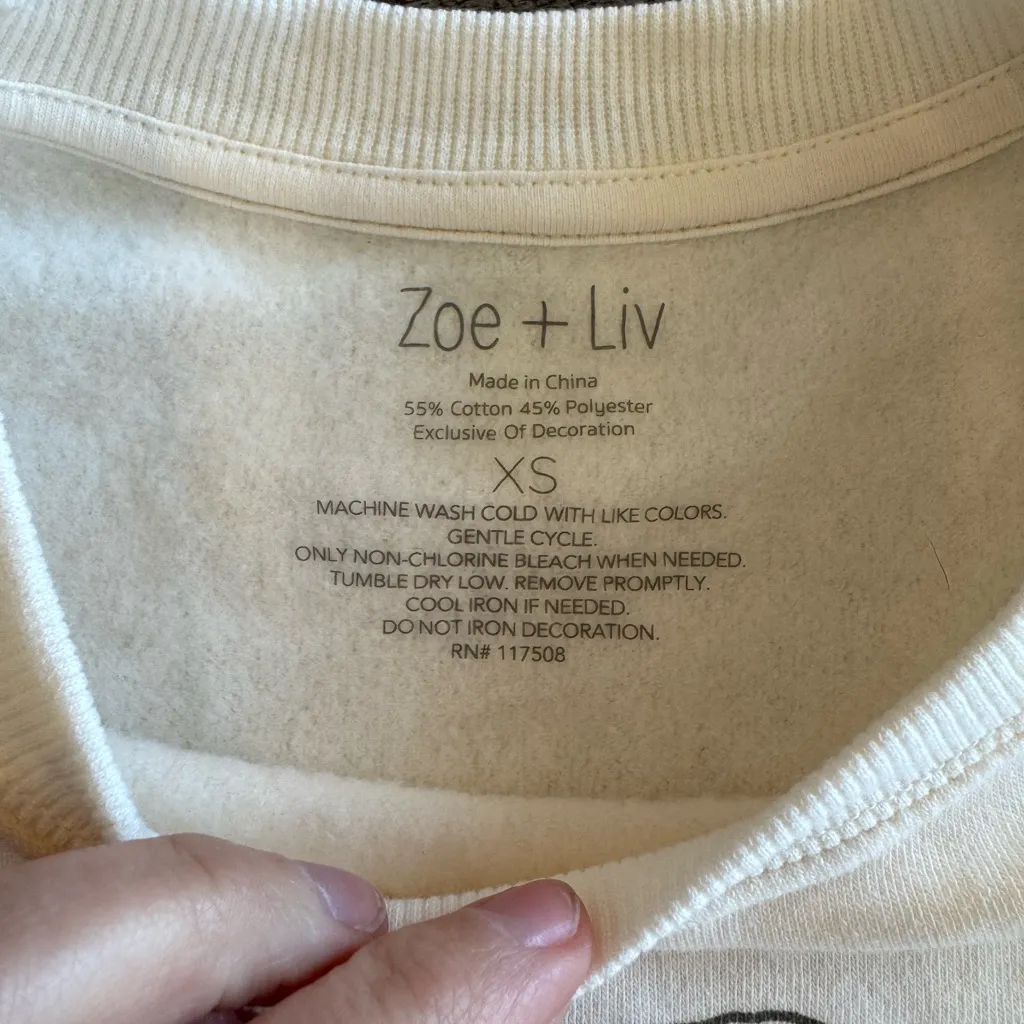 Zoe + Liv
Made in China
55% Cotton 45% Polyester
Exclusive Of Decoration
XS
MACHINE WASH COLD WITH LIKE COLORS.
GENTLE CYCLE.
ONLY NON-CHLORINE BLEACH WHEN NEEDED.
TUMBLE DRY LOW. REMOVE PROMPTLY.
COOL IRON IF NEEDED.
DO NOT IRON DECORATION.
RN# 117508